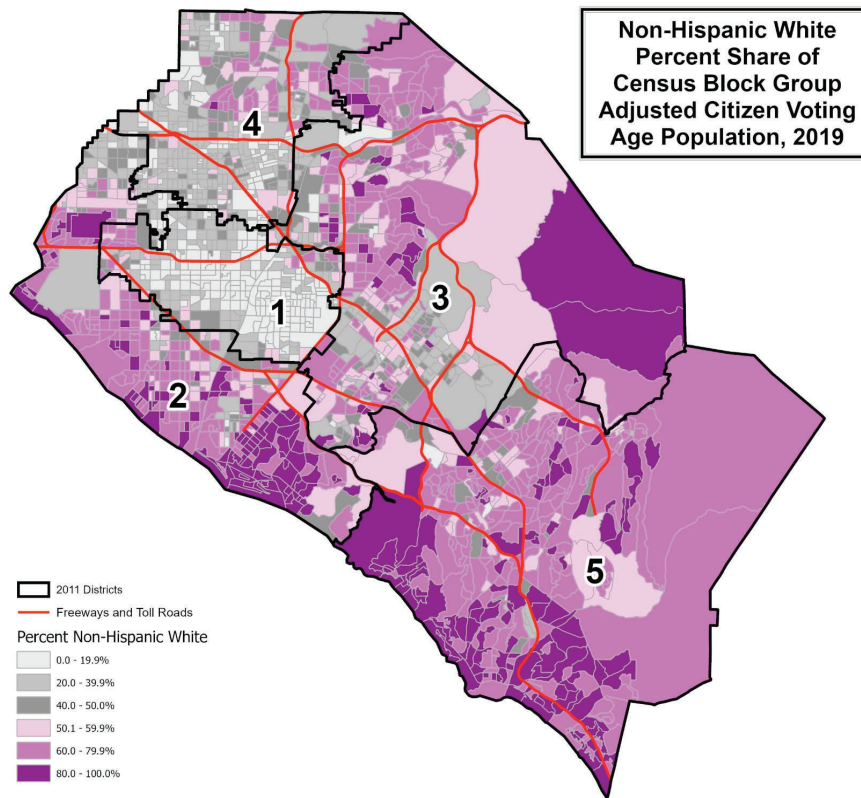 Non-Hispanic White
Percent Share of
Census Block Group
Adjusted Citizen Voting
Age Population, 2019
4
3
1
2
5
2011 Districts
Freeways and Toll Roads
Percent Non-Hispanic White
0.0 - 19.9%
20.0 - 39.9%
40.0 - 50.0%
50.1 - 59.9%
60.0 - 79.9%
80.0 - 100.0%